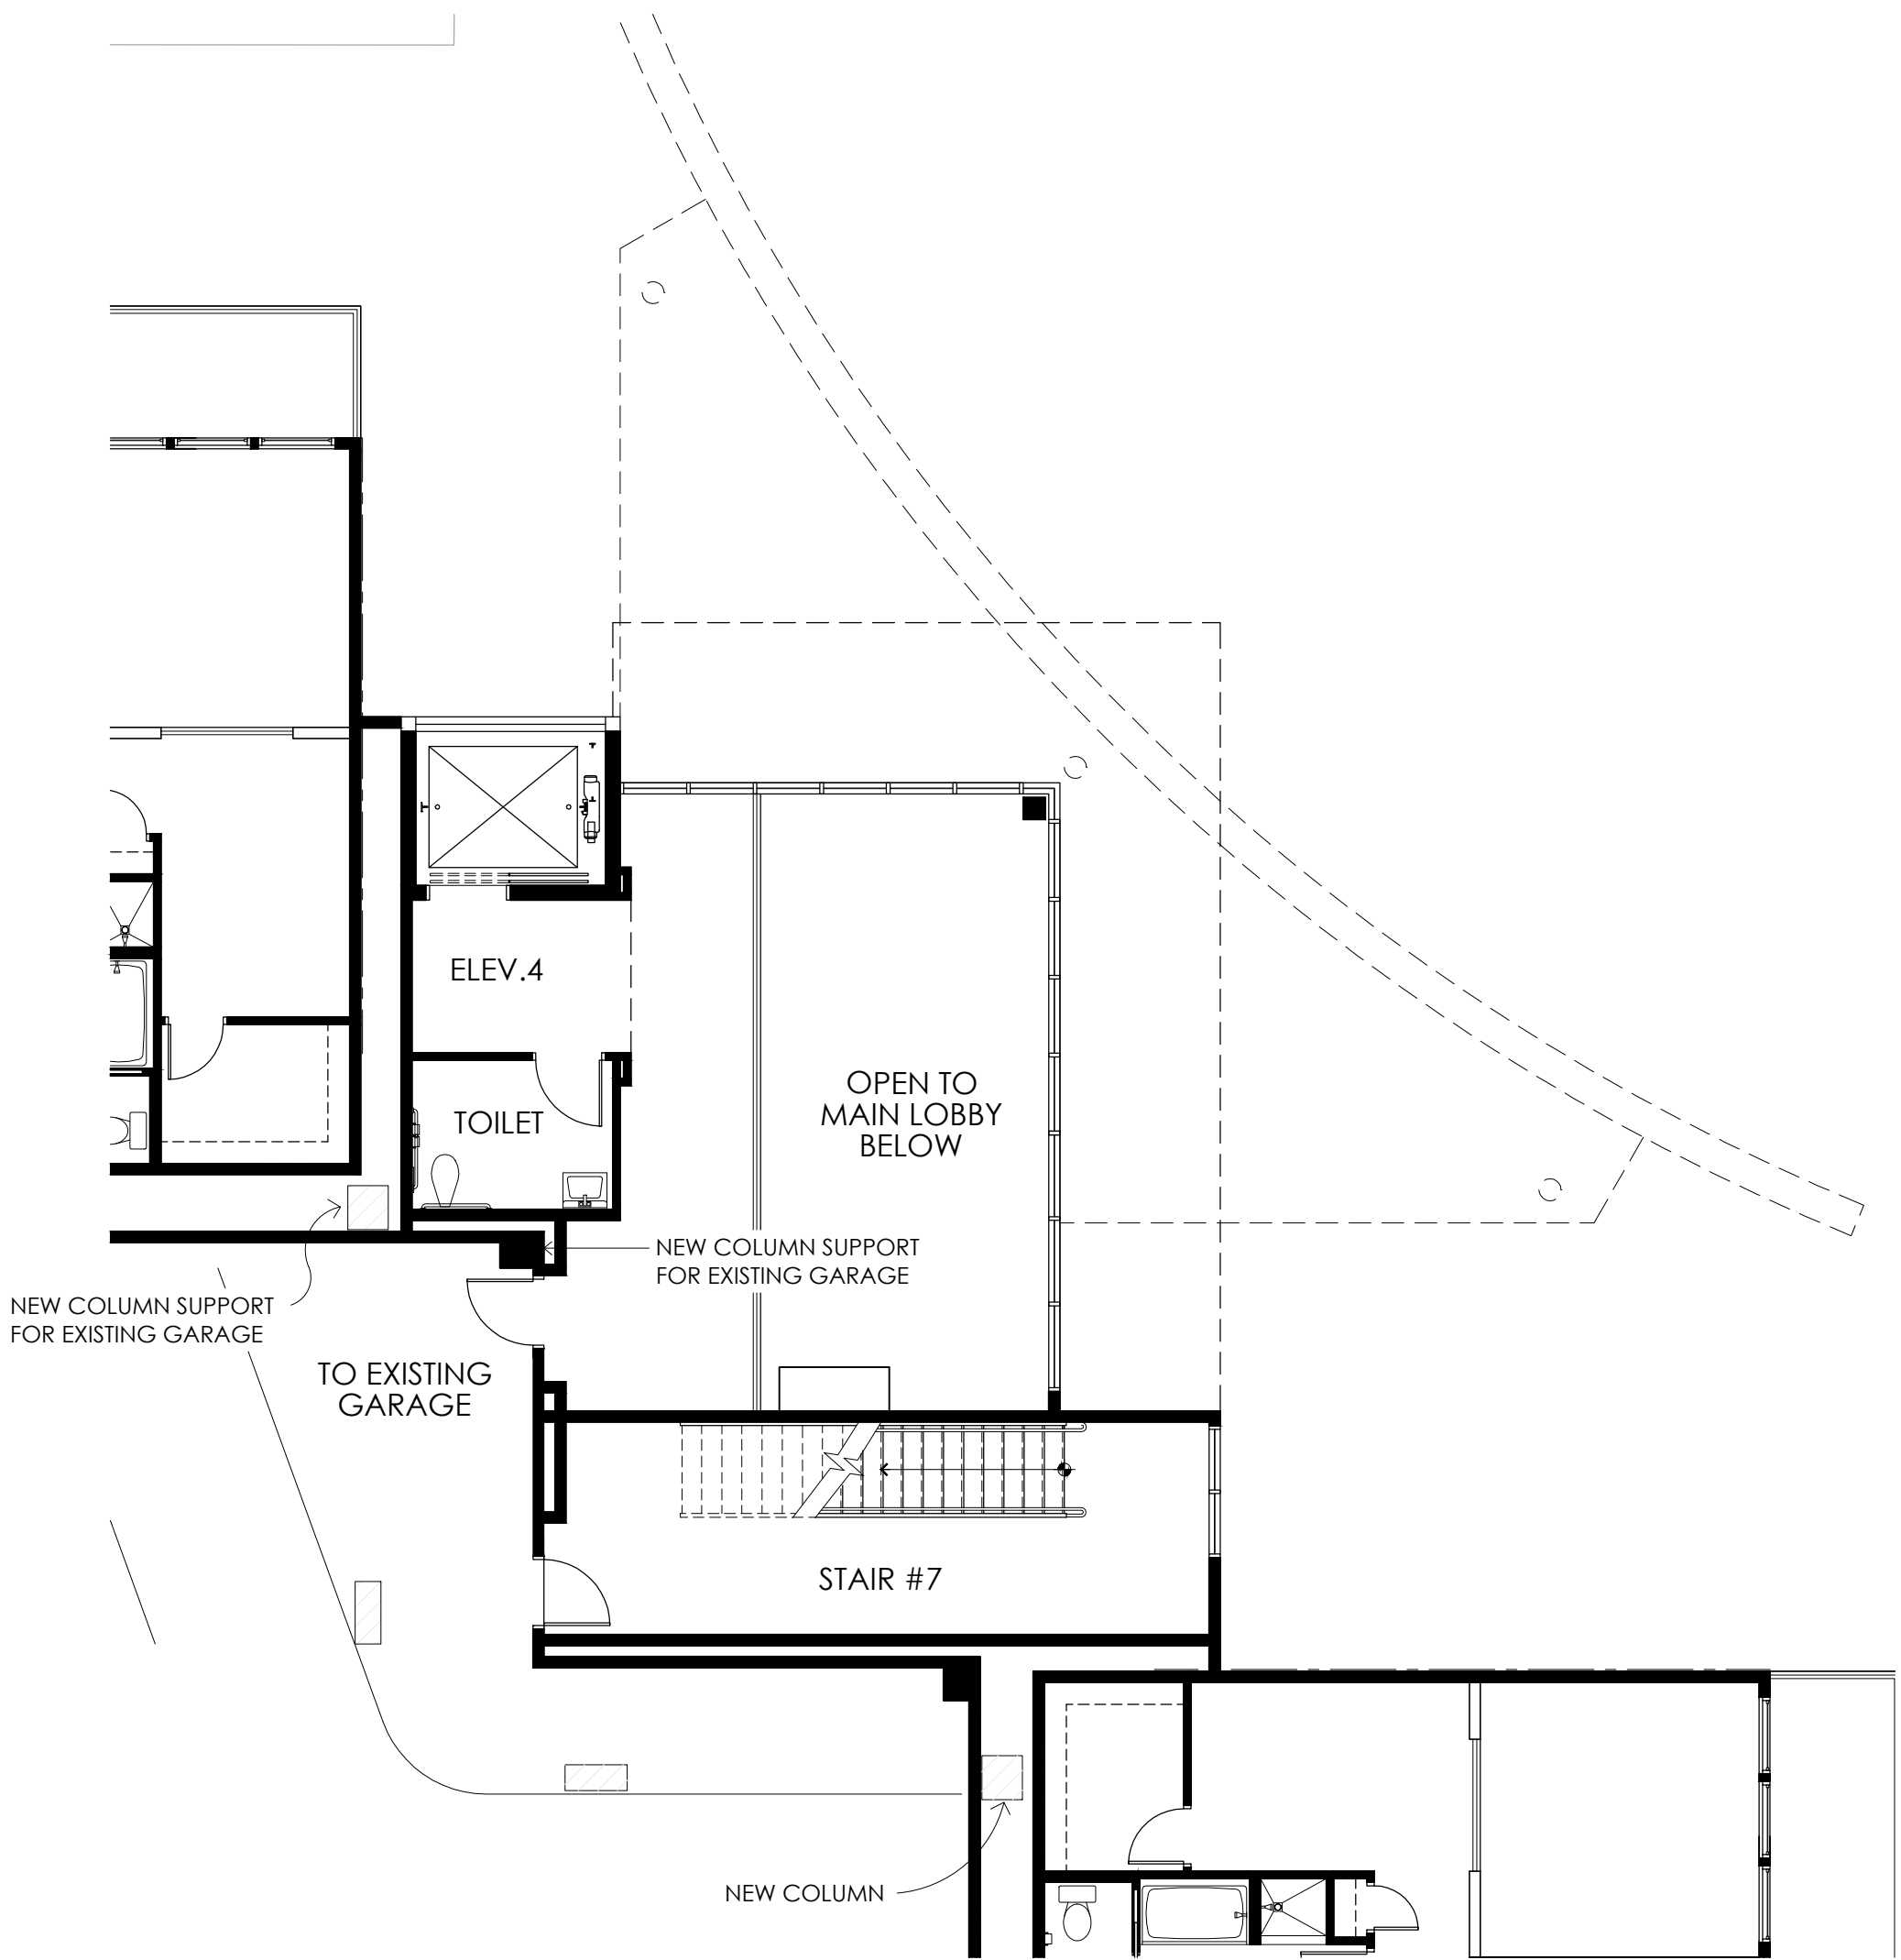 ELEV.4
TOILET
OPEN TO
MAIN LOBBY
BELOW
NEW COLUMN SUPPORT
FOR EXISTING GARAGE
NEW COLUMN SUPPORT
FOR EXISTING GARAGE
TO EXISTING
GARAGE
STAIR #7
NEW COLUMN